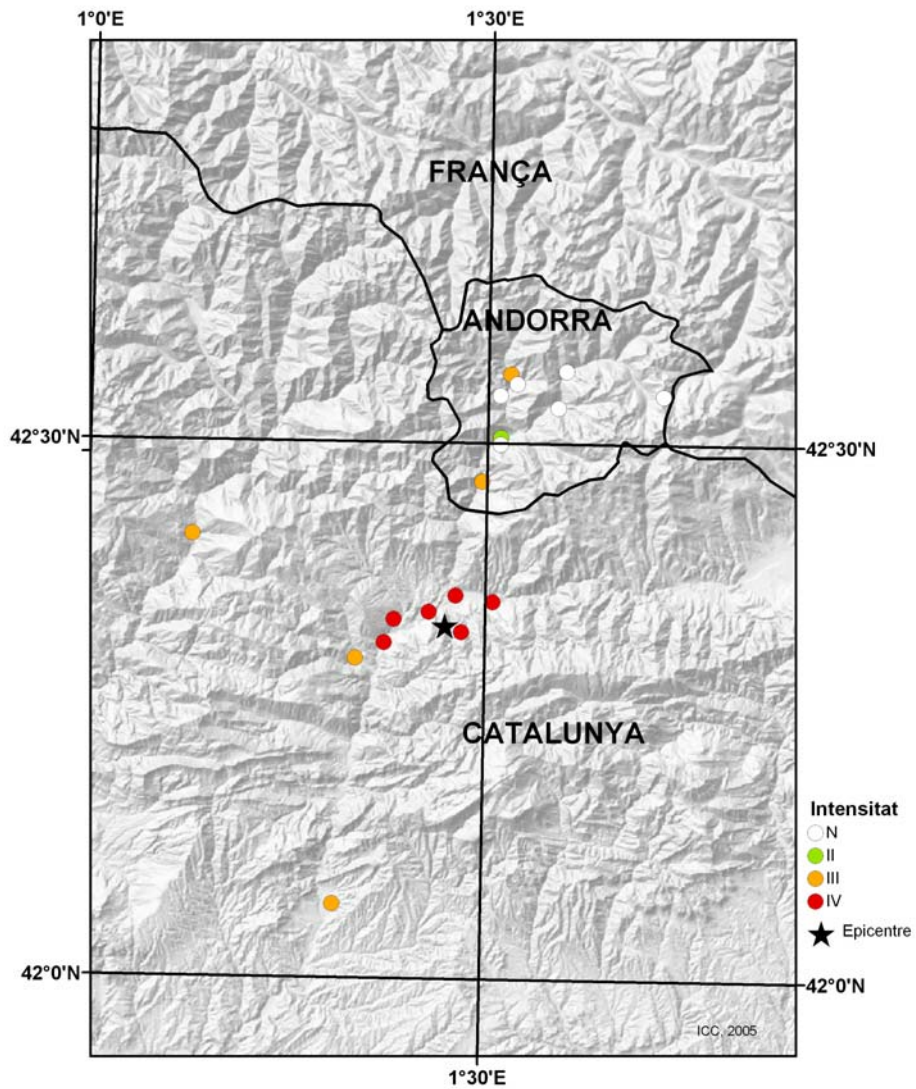 1°0'E
1°30'E
FRANÇA
ANDORRA
42°30'N
42°30'N
CATALUNYA
Intensitat
N
II
III
IV
Epicentre
42°0'N
42°0'N
ICC, 2005
1°30'E